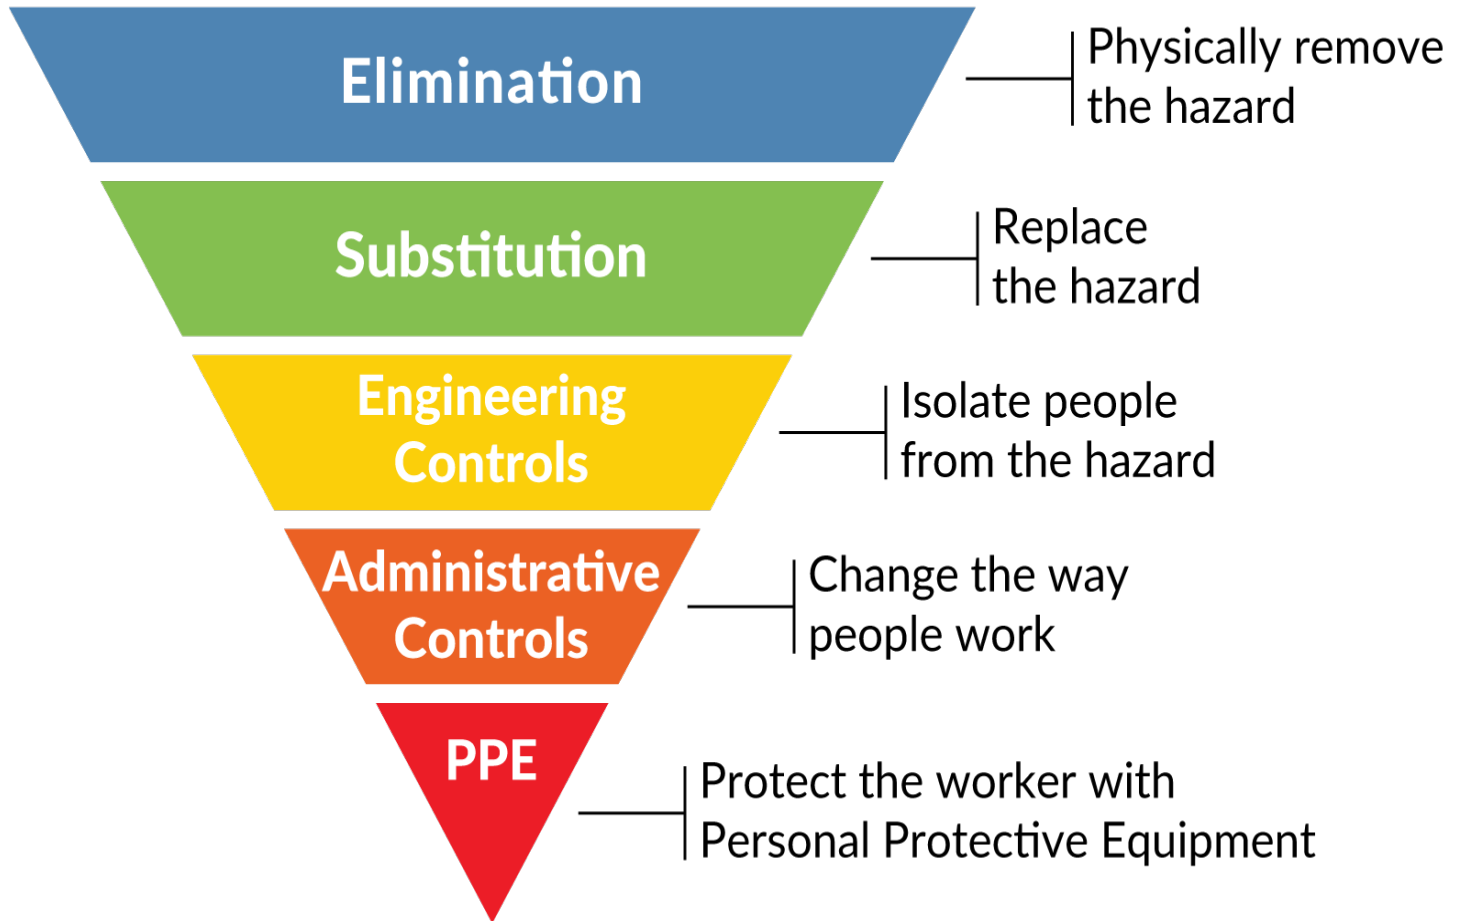 Elimination
Physically remove
the hazard
Substitution
Replace
the hazard
Engineering
Controls
Isolate people
from the hazard
Administrative
Controls
Change the way
people work
PPE
Protect the worker with
Personal Protective Equipment